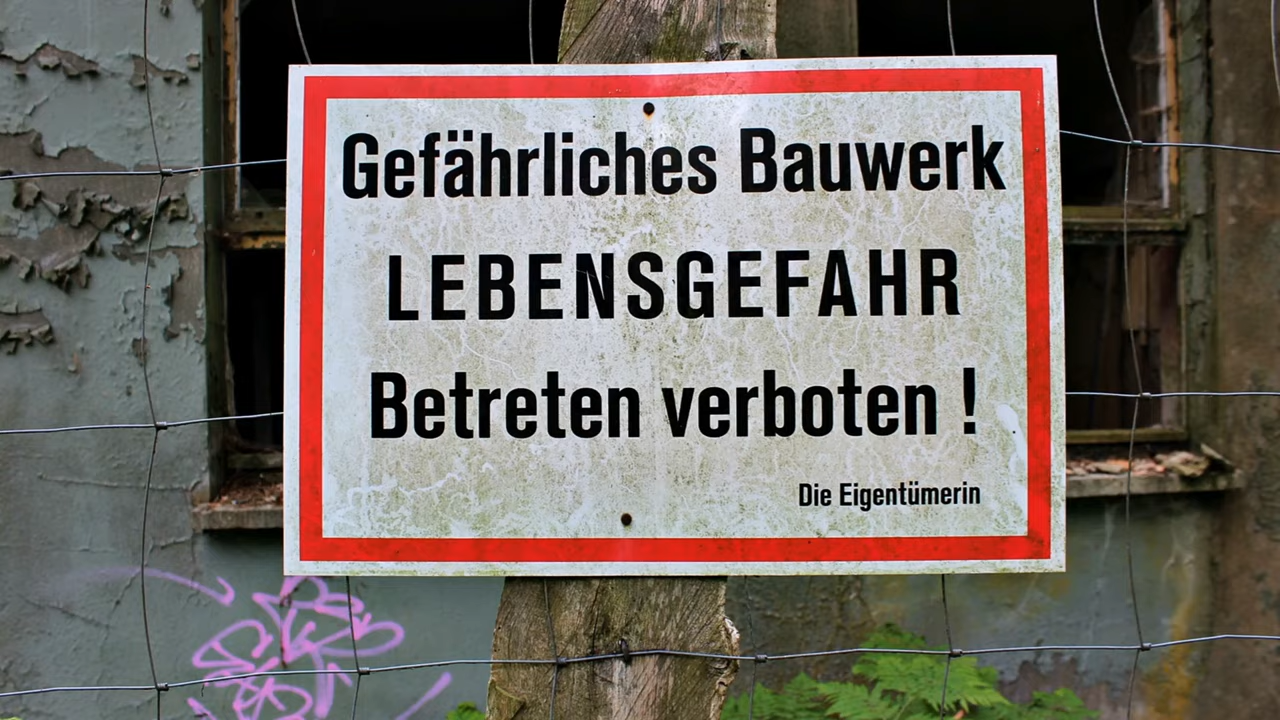 Gefährliches Bauwerk
LEBENSGEFAHR
Betreten verboten !
Die Eigentümerin